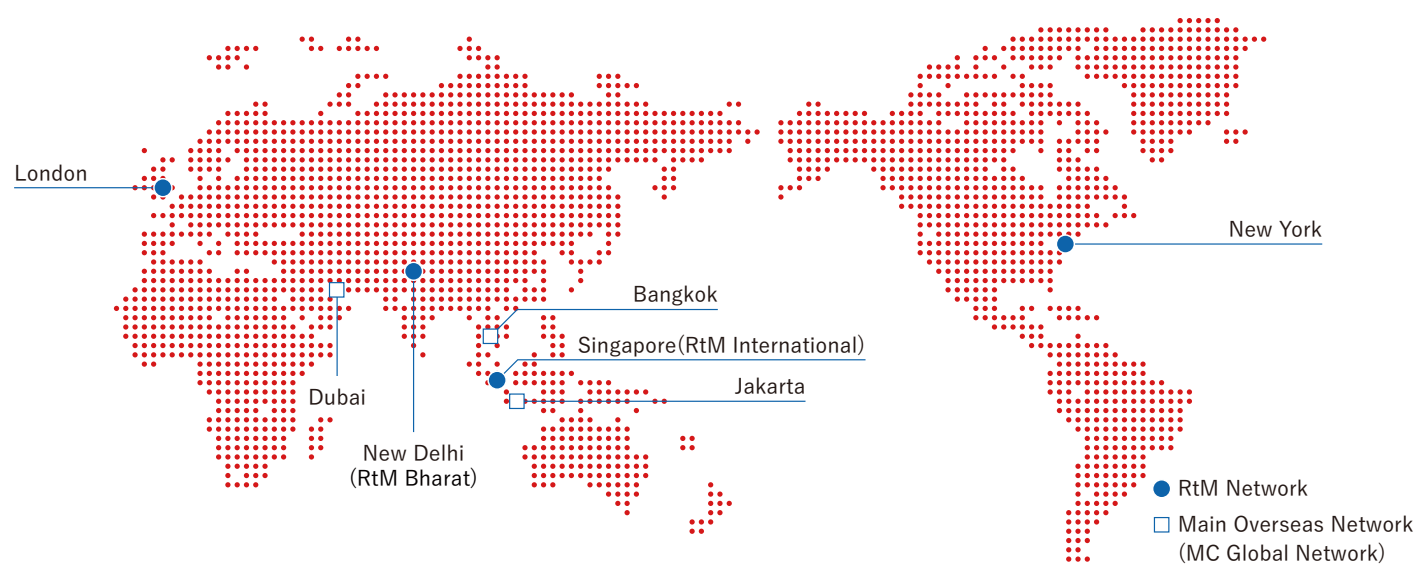 London
New York
Bangkok
Singapore(RtM International)
Jakarta
Dubai
New Delhi
(RtM Bharat)
RtM Network
Main Overseas Network
(MC Global Network)